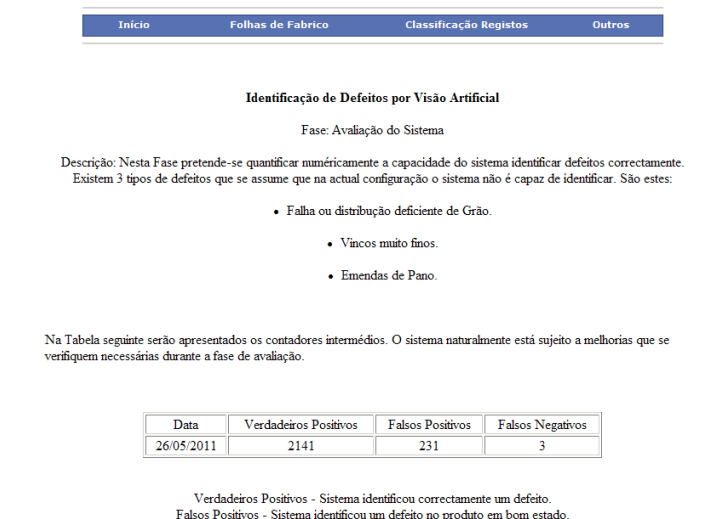 Início Folhas de Fabrico Classificação Registos Outros
Identificação de Defeitos por Visão Artificial
Fase: Avaliação do Sistema
Descrição: Nesta Fase pretende-se quantificar numéricamente a capacidade do sistema identificar defeitos correctamente.
Existem 3 tipos de defeitos que se assume que na actual configuração o sistema não é capaz de identificar. São estes:
• Falha ou distribução deficiente de Grão.
• Vincos muito finos.
• Emendas de Pano.
Na Tabela seguinte serão apresentados os contadores intermédios. O sistema naturalmente está sujeito a melhorias que se
verifiquem necessárias durante a fase de avaliação.
Data Verdadeiros Positivos Falsos Positivos Falsos Negativos
26/05/2011 2141 231 3
Verdadeiros Positivos - Sistema identificou correctamente um defeito.
Falsos Positivos - Sistema identificou um defeito no produto em bom estado.